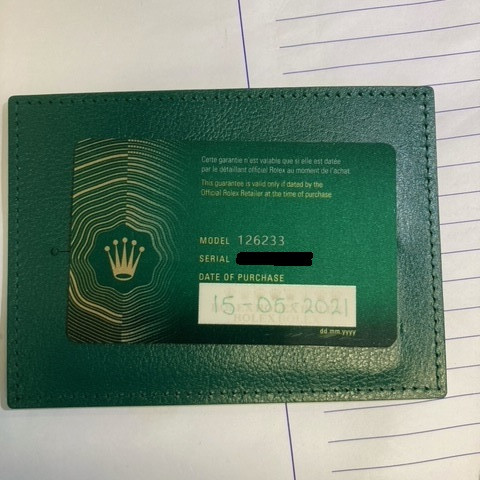 Cette garantie n'est valable que si elle est datée
par le détaillant officiel Rolex au moment de l'achat
This guarantee is valid only if dated by the
Official Rolex Retailer at the time of purchase
MODEL 126233
SERIAL
DATE OF PURCHASE
15-05-2021
dd.mm.yyyy